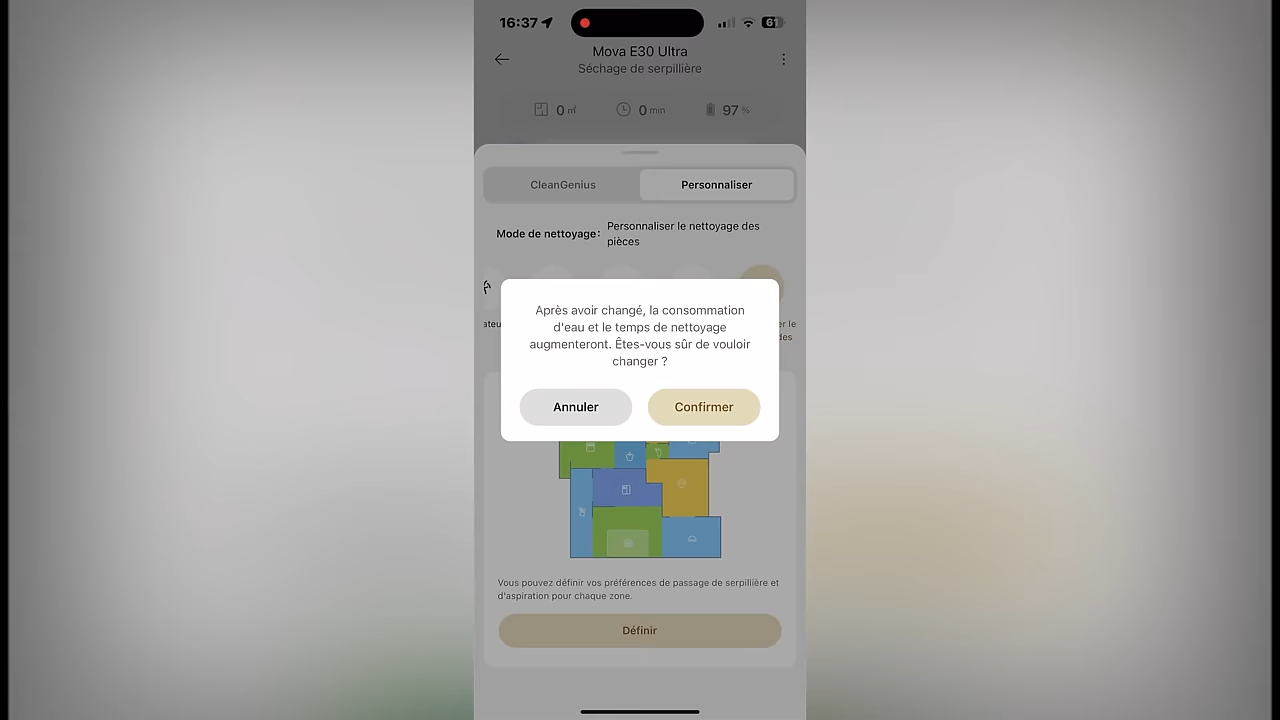 16:37
61
Mova E30 Ultra
Séchage de serpillière
0 ㎡
0 min
97 %
CleanGenius
Personnaliser
Mode de nettoyage:
Personnaliser le nettoyage des
pièces
Après avoir changé, la consommation
d'eau et le temps de nettoyage
augmenteront. Êtes-vous sûr de vouloir
changer ?
Annuler
Confirmer
Vous pouvez définir vos préférences de passage de serpillière et
d'aspiration pour chaque zone.
Définir